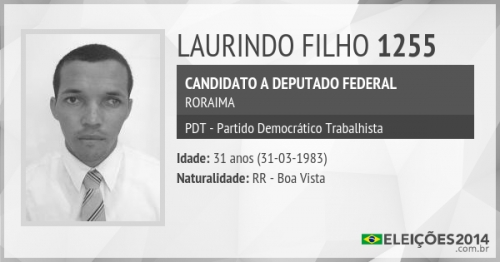 LAURINDO FILHO 1255
CANDIDATO A DEPUTADO FEDERAL
RORAIMA
PDT - Partido Democrático Trabalhista
Idade: 31 anos (31-03-1983)
Naturalidade: RR - Boa Vista
ELEIÇÕES2014
.com.br